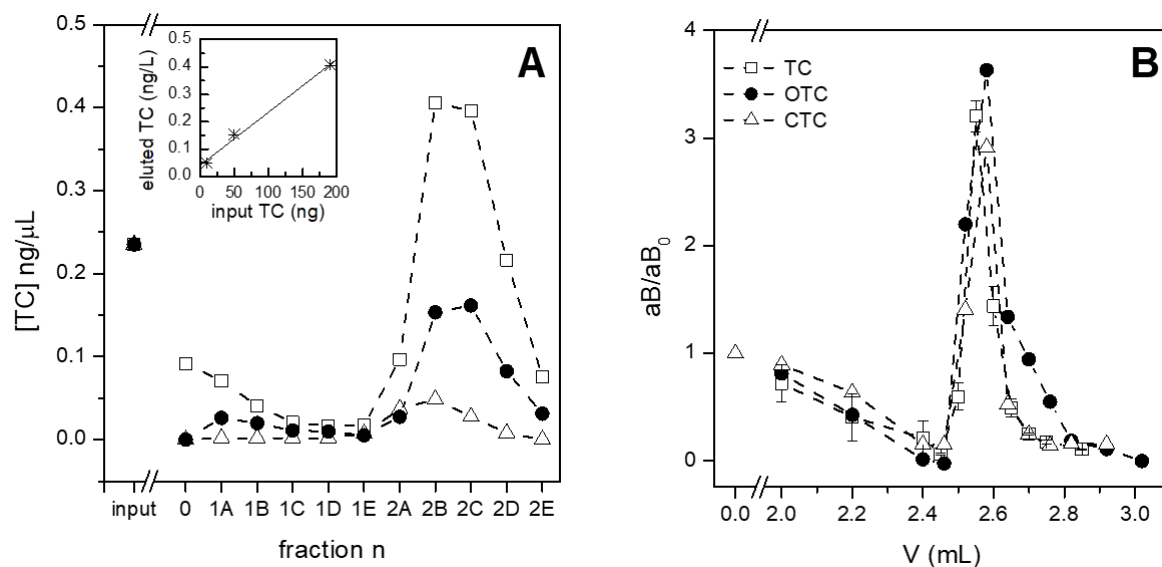 A
[TC] ng/μL
0.5
0.4
0.3
0.2
0.1
0.0
input 0 1A 1B 1C 1D 1E 2A 2B 2C 2D 2E
fraction n
eluted TC (ng/L)
0.5
0.4
0.3
0.2
0.1
0.0
0 50 100 150 200
input TC (ng)
B
TC
OTC
CTC
aB/aB0
4
3
2
1
0
0.0 2.0 2.2 2.4 2.6 2.8 3.0
V (mL)